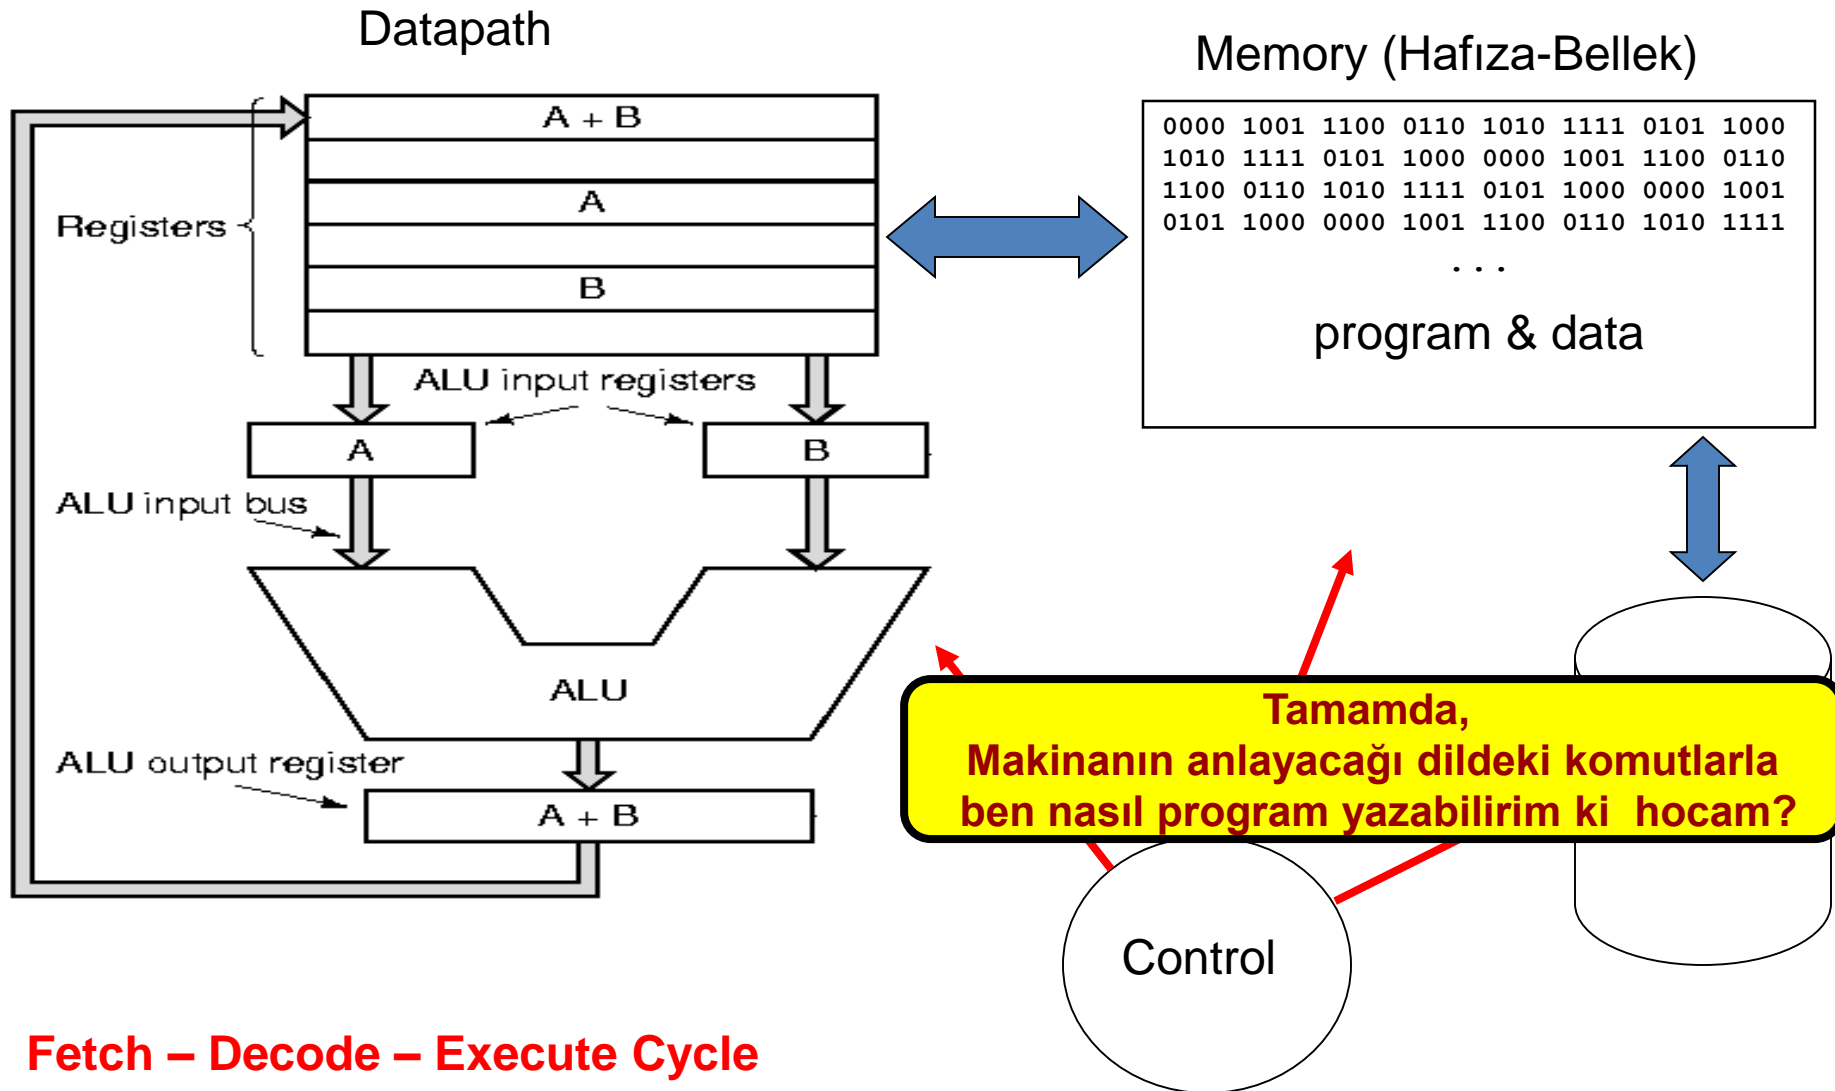 Datapath
Memory (Hafıza-Bellek)
A + B
A
B
Registers
0000 1001 1100 0110 1010 1111 0101 1000
1010 1111 0101 1000 0000 1001 1100 0110
1100 0110 1010 1111 0101 1000 0000 1001
0101 1000 0000 1001 1100 0110 1010 1111
...
program & data
ALU input registers
A
B
ALU input bus
ALU
ALU output register
A + B
Tamamda,
Makinanın anlayacağı dildeki komutlarla
ben nasıl program yazabilirim ki hocam?
Control
Fetch – Decode – Execute Cycle